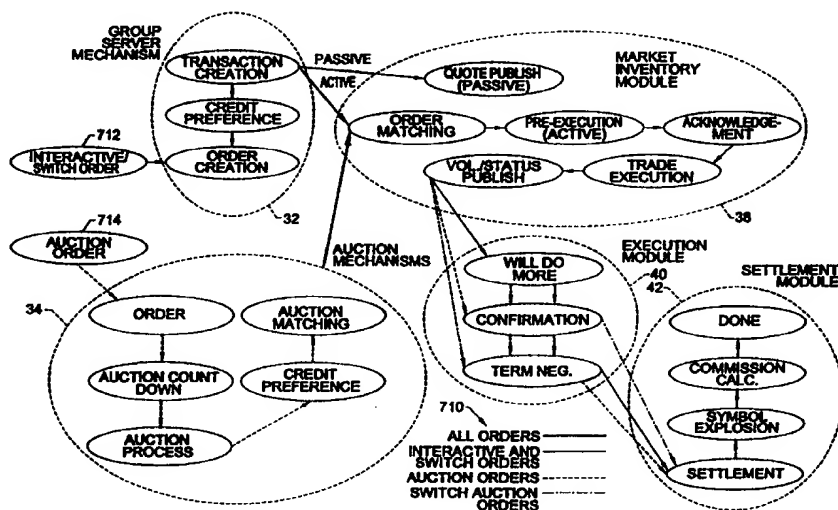 GROUP
SERVER
MECHANISM
TRANSACTION
CREATION
CREDIT
PREFERENCE
ORDER
CREATION
712
INTERACTIVE/
SWITCH ORDER
32
PASSIVE
ACTIVE
QUOTE PUBLISH
(PASSIVE)
MARKET
INVENTORY
MODULE
ORDER
MATCHING
PRE-EXECUTION
(ACTIVE)
ACKNOWLEDGE-
MENT
VOL./STATUS
PUBLISH
TRADE
EXECUTION
38
714
AUCTION
ORDER
AUCTION
MECHANISMS
34
ORDER
AUCTION COUNT
DOWN
AUCTION
PROCESS
AUCTION
MATCHING
CREDIT
PREFERENCE
EXECUTION
MODULE
40
WILL DO
MORE
CONFIRMATION
TERM NEG.
SETTLEMENT
MODULE
42
DONE
COMMISSION
CALC.
SYMBOL
EXPLOSION
SETTLEMENT
710
ALL ORDERS
INTERACTIVE AND
SWITCH ORDERS
AUCTION ORDERS
SWITCH AUCTION
ORDERS